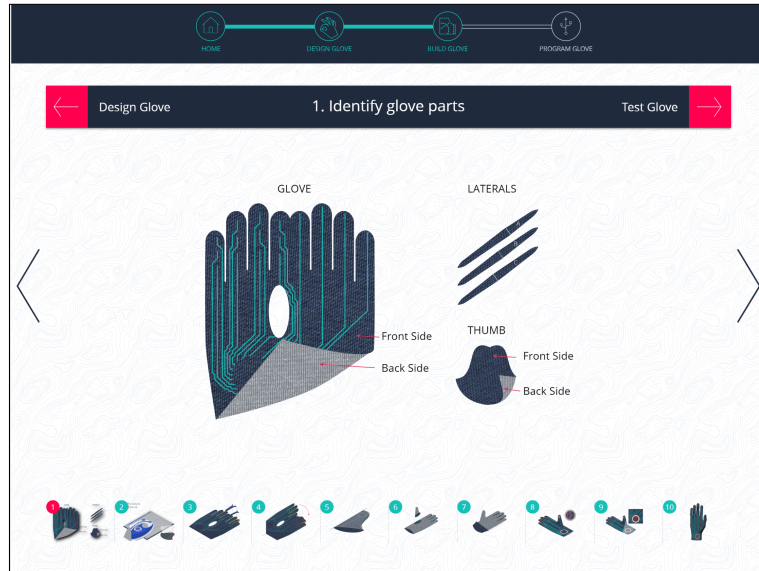 HOME
DESIGN GLOVE
BUILD GLOVE
PROGRAM GLOVE
Design Glove
1. Identify glove parts
Test Glove
GLOVE
LATERALS
Front Side
Back Side
THUMB
Front Side
Back Side
1
2
3
4
5
6
7
8
9
10